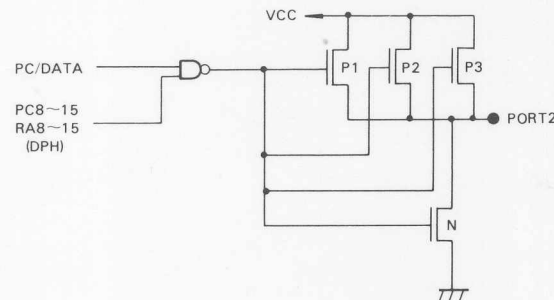 VCC
P1
P2
P3
PC/DATA
PC8~15
RA8~15
(DPH)
PORT2
N